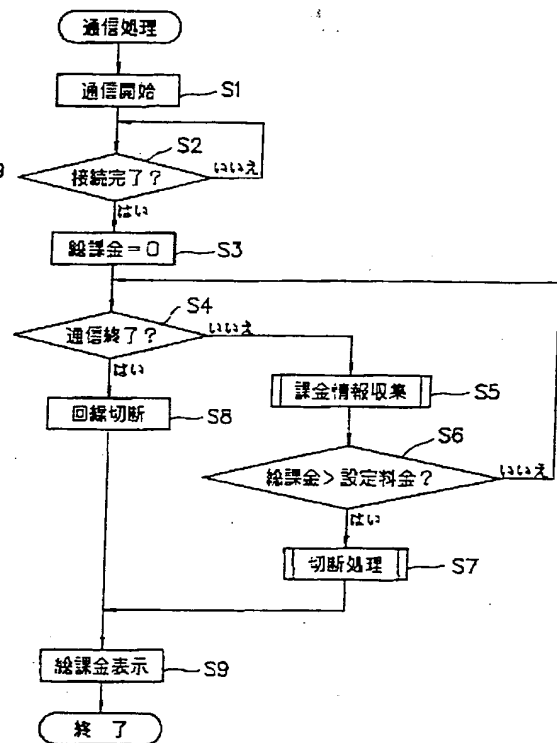 通信処理
通信開始
S1
S2
接続完了?
いいえ
はい
総課金=0
S3
S4
通信終了?
いいえ
はい
課金情報収集
S5
回線切断
S8
S6
総課金>設定料金?
いいえ
はい
切断処理
S7
総課金表示
S9
終了